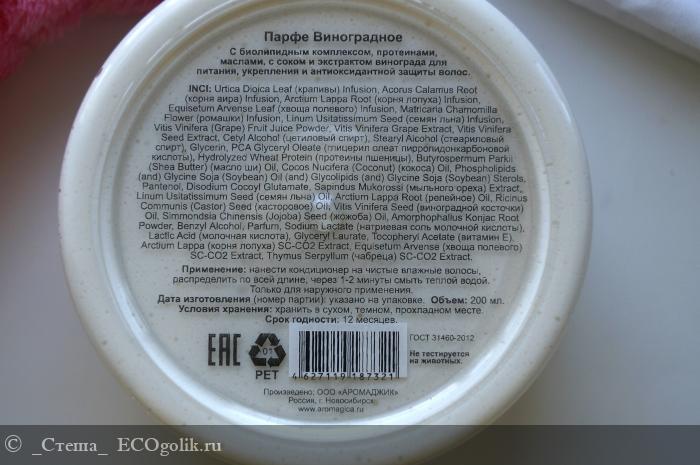 Парфе Виноградное
С биолипидным комплексом, протеинами,
маслами, с соком и экстрактом винограда для
питания, укрепления и антиоксидантной защиты волос.
INCI: Urtica Dioica Leaf (крапивы) Infusion, Acorus Calamus Root
(корня аира) Infusion, Arctium Lappa Root (корня лопуха) Infusion,
Equisetum Arvense Leaf (хвоща полевого) Infusion, Matricaria Chamomilla
Flower (ромашки) Infusion, Linum Usitatissimum Seed (семян льна) Infusion,
Vitis Vinifera (Grape) Fruit Juice Powder, Vitis Vinifera Grape Extract, Vitis Vinifera
Seed Extract, Cetyl Alcohol (цетиловый спирт), Stearyl Alcohol (стеариловый
спирт), Glycerin, PCA Glyceryl Oleate (глицерил олеат пирролидонкарбоновой
кислоты), Hydrolyzed Wheat Protein (протеины пшеницы), Butyrospermum Parkii
(Shea Butter) (масло ши) Oil, Cocos Nucifera (Coconut) (кокоса) Oil, Phospholipids
(and) Glycine Soja (Soybean) Oil (and) Glycolipids (and) Glycine Soja (Soybean) Sterols,
Pantenol, Disodium Cocoyl Glutamate, Sapindus Mukorossi (мыльного ореха) Extract,
Linum Usitatissimum Seed (семян льна) Oil, Arctium Lappa Root (репейное) Oil, Ricinus
Communis (Castor) Seed (касторовое) Oil, Vitis Vinifera Seed (виноградной косточки)
Oil, Simmondsia Chinensis (Jojoba) Seed (жожоба) Oil, Amorphophallus Konjac Root
Powder, Benzyl Alcohol, Parfum, Sodium Lactate (натриевая соль молочной кислоты),
Lactic Acid (молочная кислота), Glyceryl Laurate, Tocopheryl Acetate (витамин Е),
Arctium Lappa (корня лопуха) SC-CO2 Extract, Equisetum Arvense (хвоща полевого)
SC-CO2 Extract, Thymus Serpyllum (чабреца) SC-CO2 Extract.
Применение: нанести кондиционер на чистые влажные волосы,
распределить по всей длине, через 1-2 минуты смыть теплой водой.
Только для наружного применения.
Дата изготовления (номер партии): указано на упаковке. Объем: 200 мл.
Условия хранения: хранить в сухом, темном, прохладном месте.
Срок годности: 12 месяцев.
EAC 01 PET
4 627119 187321
ГОСТ 31460-2012
Не тестируется
на животных.
Произведено: ООО «АРОМАДЖИК»
Россия, г. Новосибирск
www.aromagica.ru
© _Стеша_ ECOgolik.ru